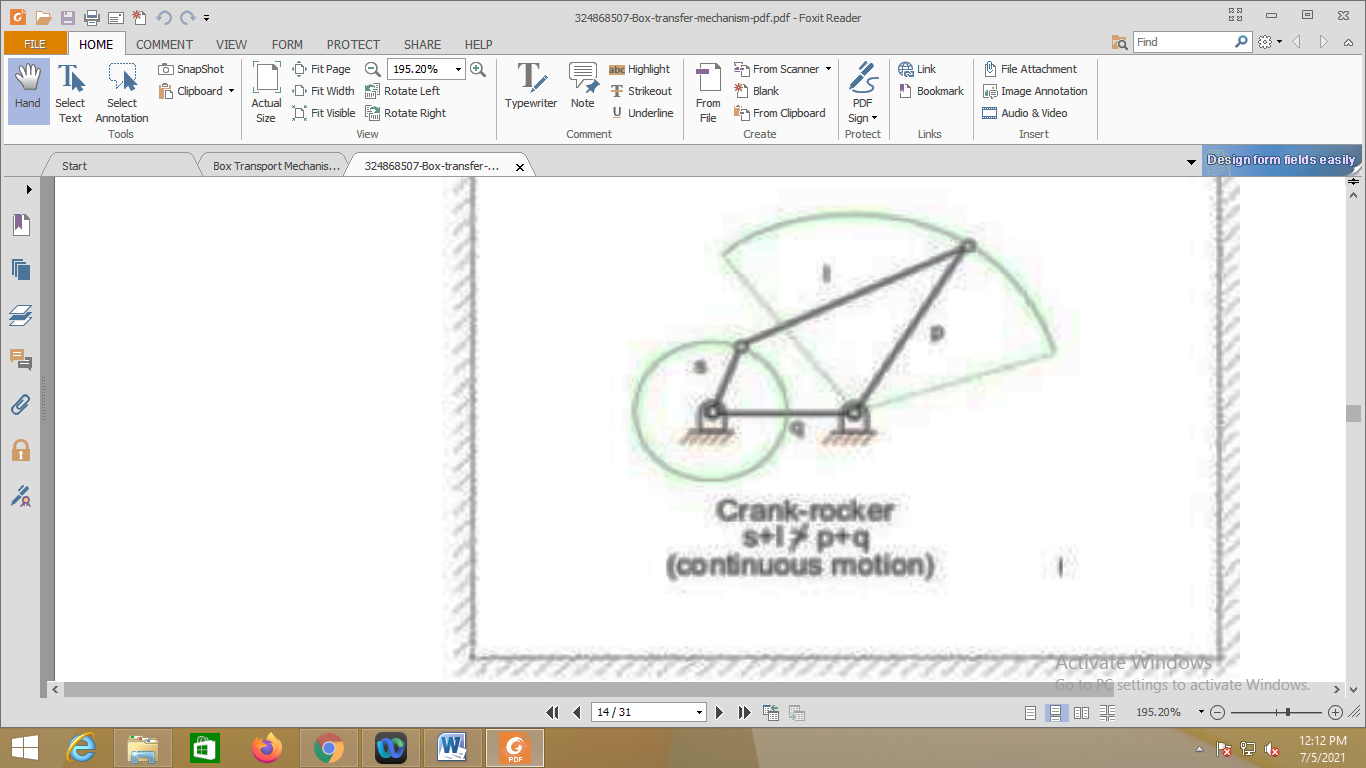 324868507-Box-transfer-mechanism-pdf.pdf - Foxit Reader
FILE HOME COMMENT VIEW FORM PROTECT SHARE HELP
Find
Hand
Select Text
Select Annotation
SnapShot
Clipboard
Tools
Actual Size
Fit Page
Fit Width
Fit Visible
195.20%
Rotate Left
Rotate Right
View
Typewriter
Note
abc Highlight
Strikeout
Underline
Comment
From File
From Scanner
Blank
From Clipboard
Create
PDF Sign
Protect
Link
Bookmark
Links
File Attachment
Image Annotation
Audio & Video
Insert
Start
Box Transport Mechanis...
324868507-Box-transfer-...
Design form fields easily
l
p
s
q
Crank-rocker
s+l ≯ p+q
(continuous motion)
Activate Windows
Go to PC settings to activate Windows.
14 / 31
195.20%
PDF
12:12 PM
7/5/2021